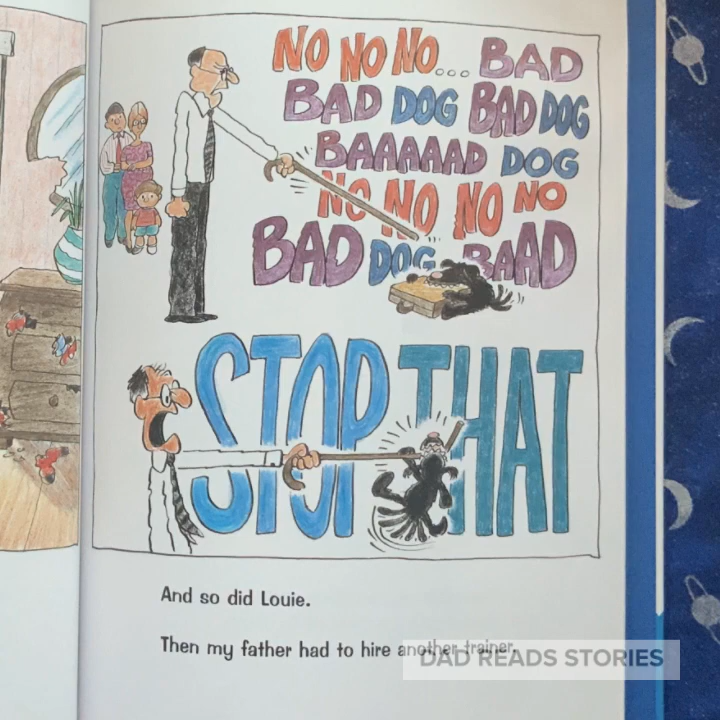 NO NO NO... BAD
BAD DOG BAD DOG
BAAAAAD DOG
NO NO NO NO
BAD DOG BAAD
STOP THAT
And so did Louie.
Then my father had to hire another trainer.
DAD READS STORIES